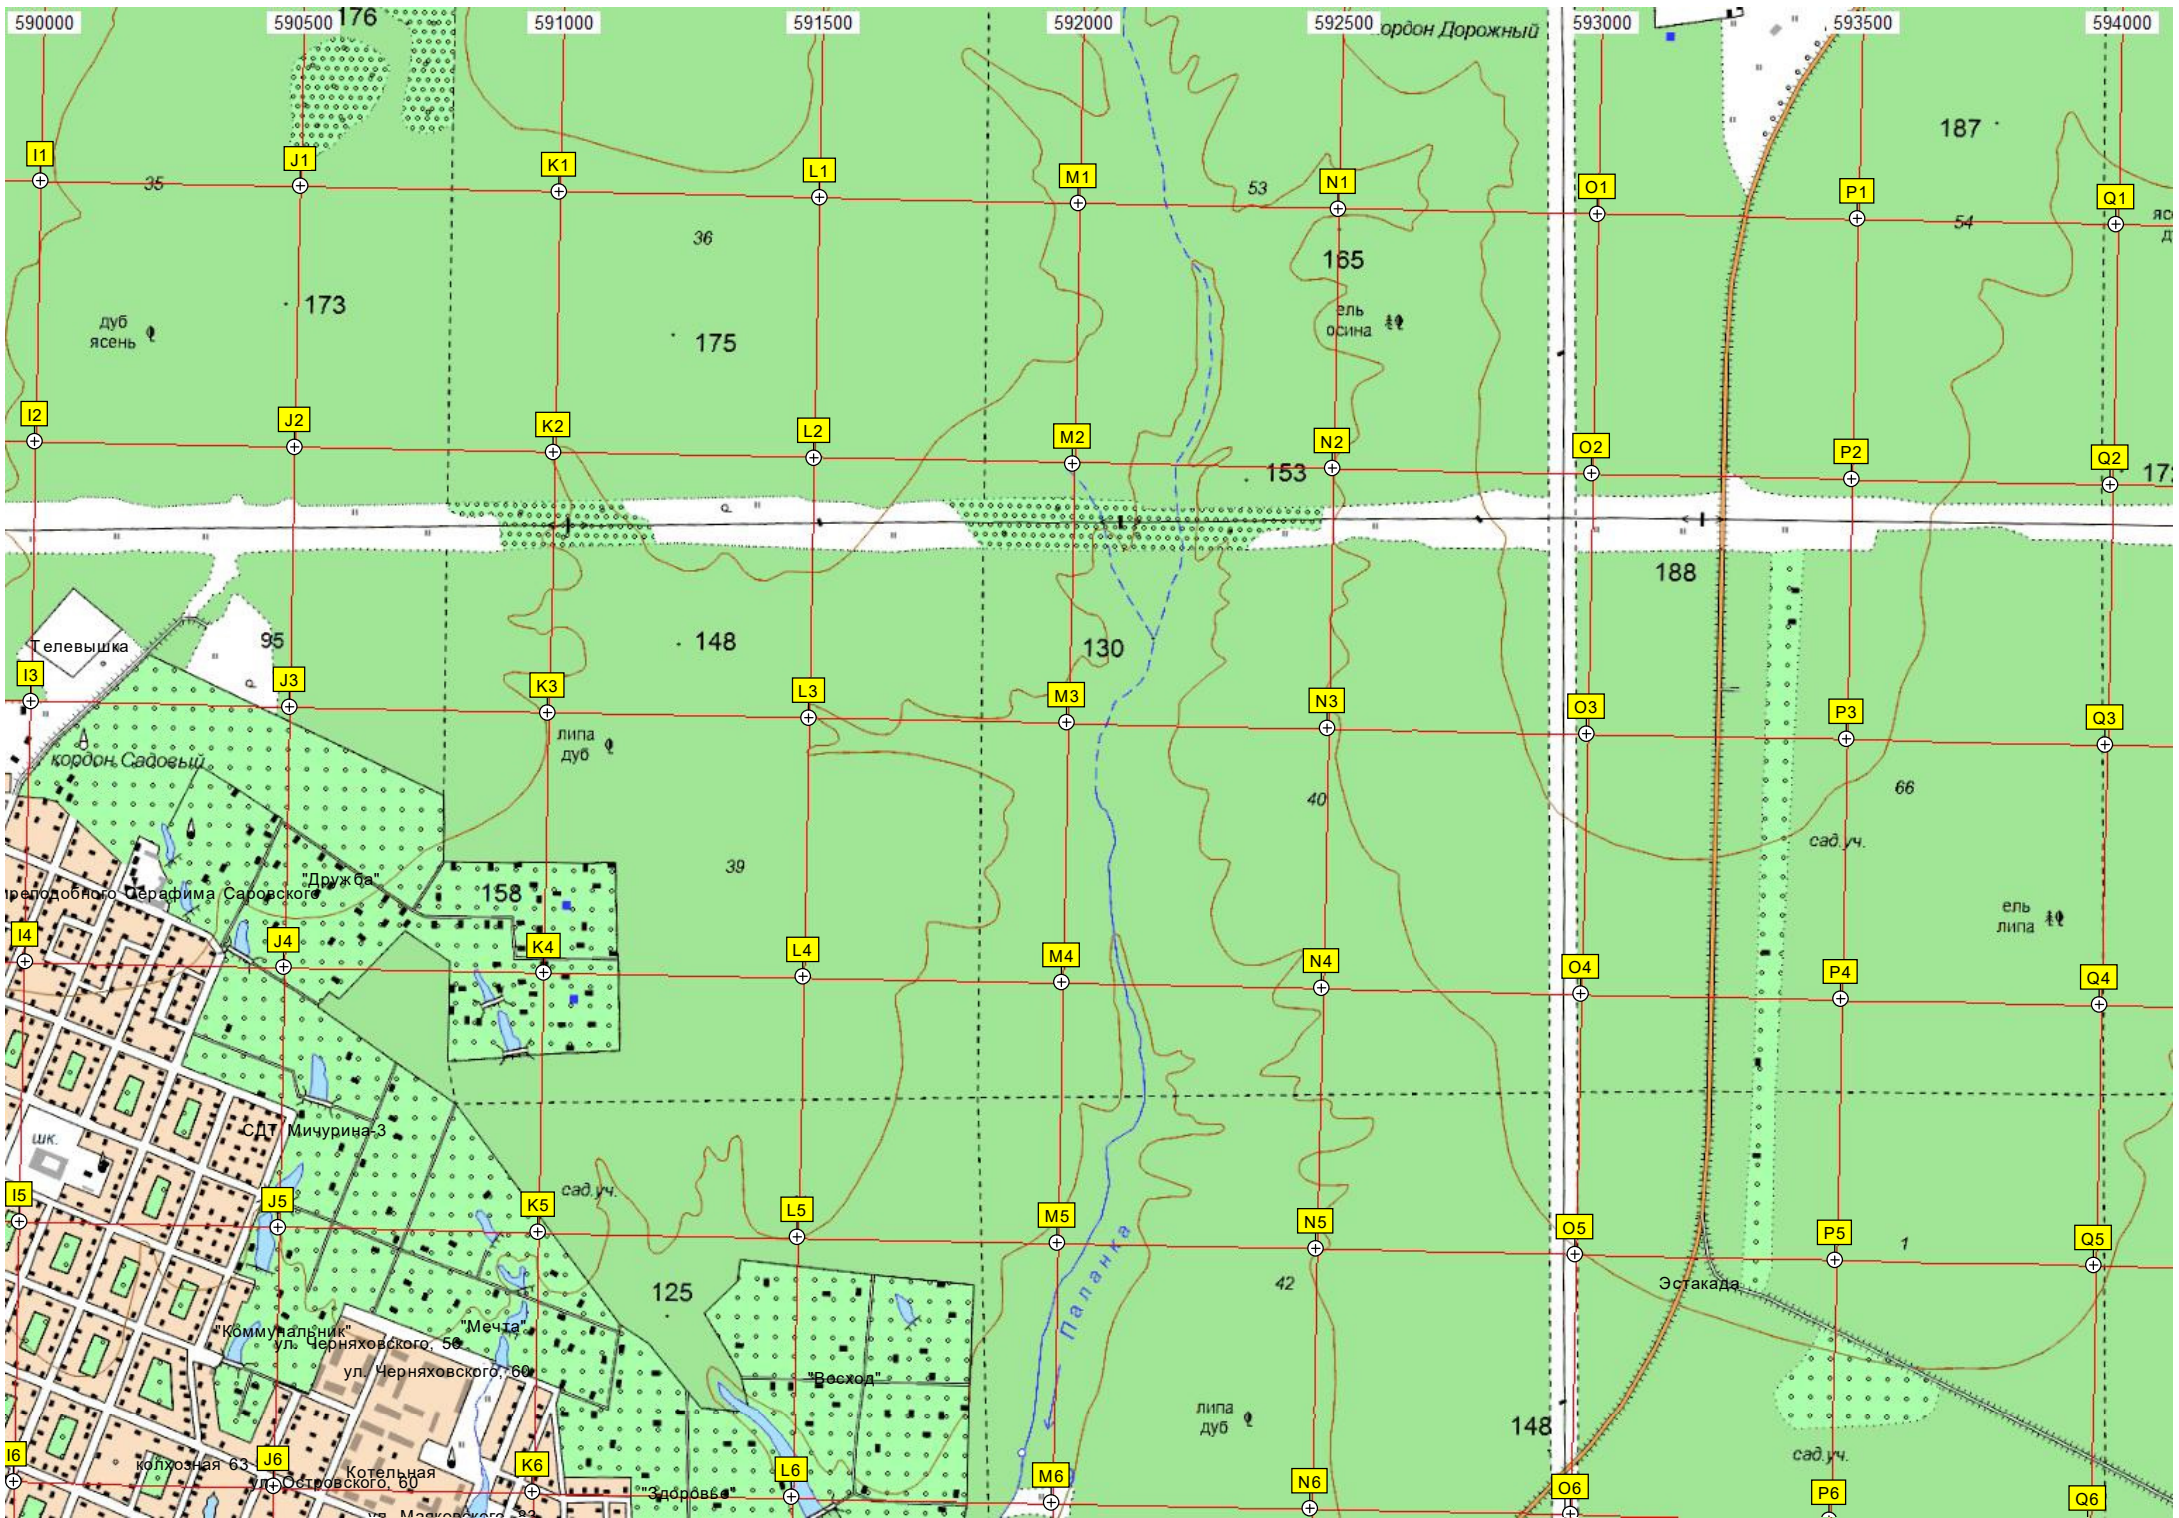 590000 590500 591000 591500 592000 592500 593000 593500 594000
176
ордон Дорожный
187
I1 J1 K1 L1 M1 N1 O1 P1 Q1
35
53
54
36
165
173
дуб
ясень
175
ель
осина
I2 J2 K2 L2 M2 N2 O2 P2 Q2
153
188
95
148
130
Телевышка
I3 J3 K3 L3 M3 N3 O3 P3 Q3
липа
дуб
кордон Садовый
40
66
сад.уч.
39
"Дружба"
158
реподобного Серафима Саровского
ель
липа
I4 J4 K4 L4 M4 N4 O4 P4 Q4
шк.
СДТ Мичурина-3
сад.уч.
I5 J5 K5 L5 M5 N5 O5 P5 Q5
1
Папанка
42
Эстакада
125
"Коммунальник"
"Мечта"
ул. Черняховского, 56
ул. Черняховского, 60
"Восход"
липа
дуб
148
сад.уч.
колхозная 63
Котельная
ул. Островского, 60
"Здоровье"
I6 J6 K6 L6 M6 N6 O6 P6 Q6
ул. Маяковского, 83